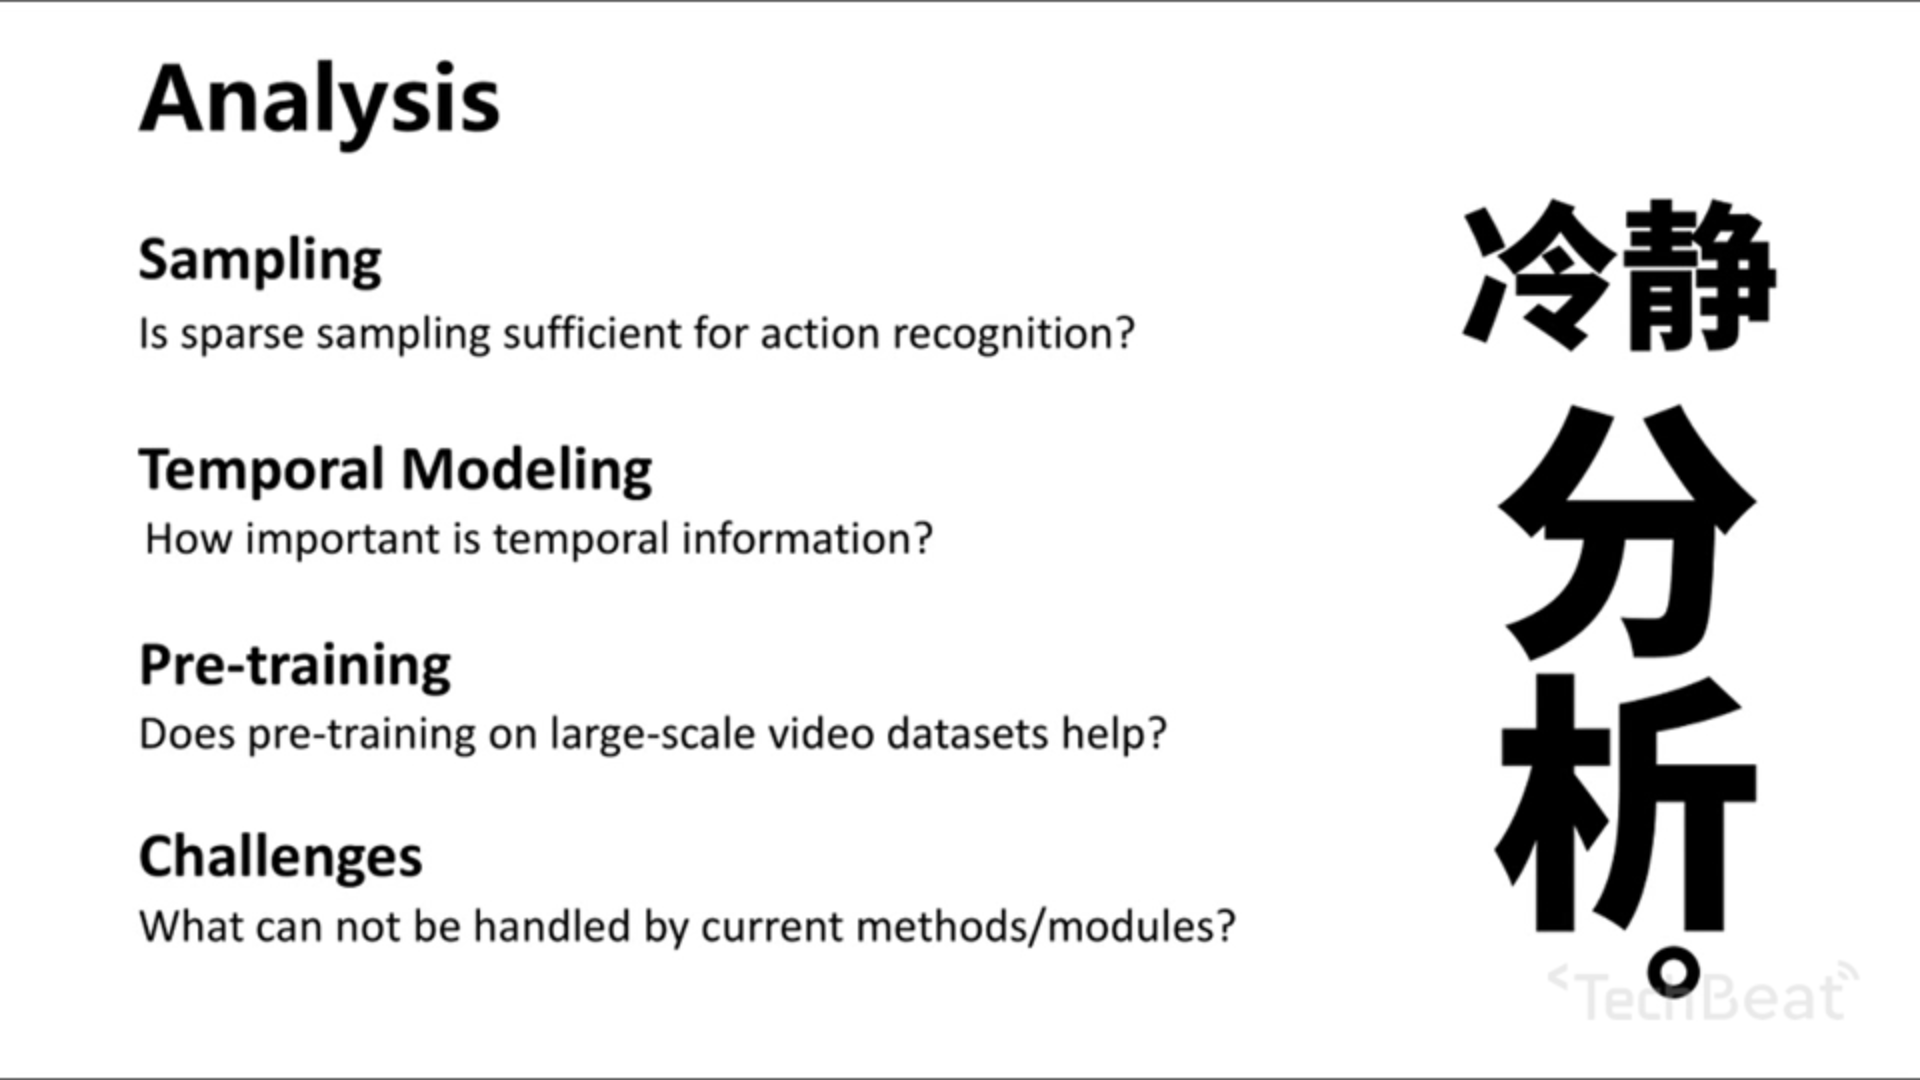 Analysis
Sampling
Is sparse sampling sufficient for action recognition?
Temporal Modeling
How important is temporal information?
Pre-training
Does pre-training on large-scale video datasets help?
Challenges
What can not be handled by current methods/modules?
冷静
分
析
。
TechBeat